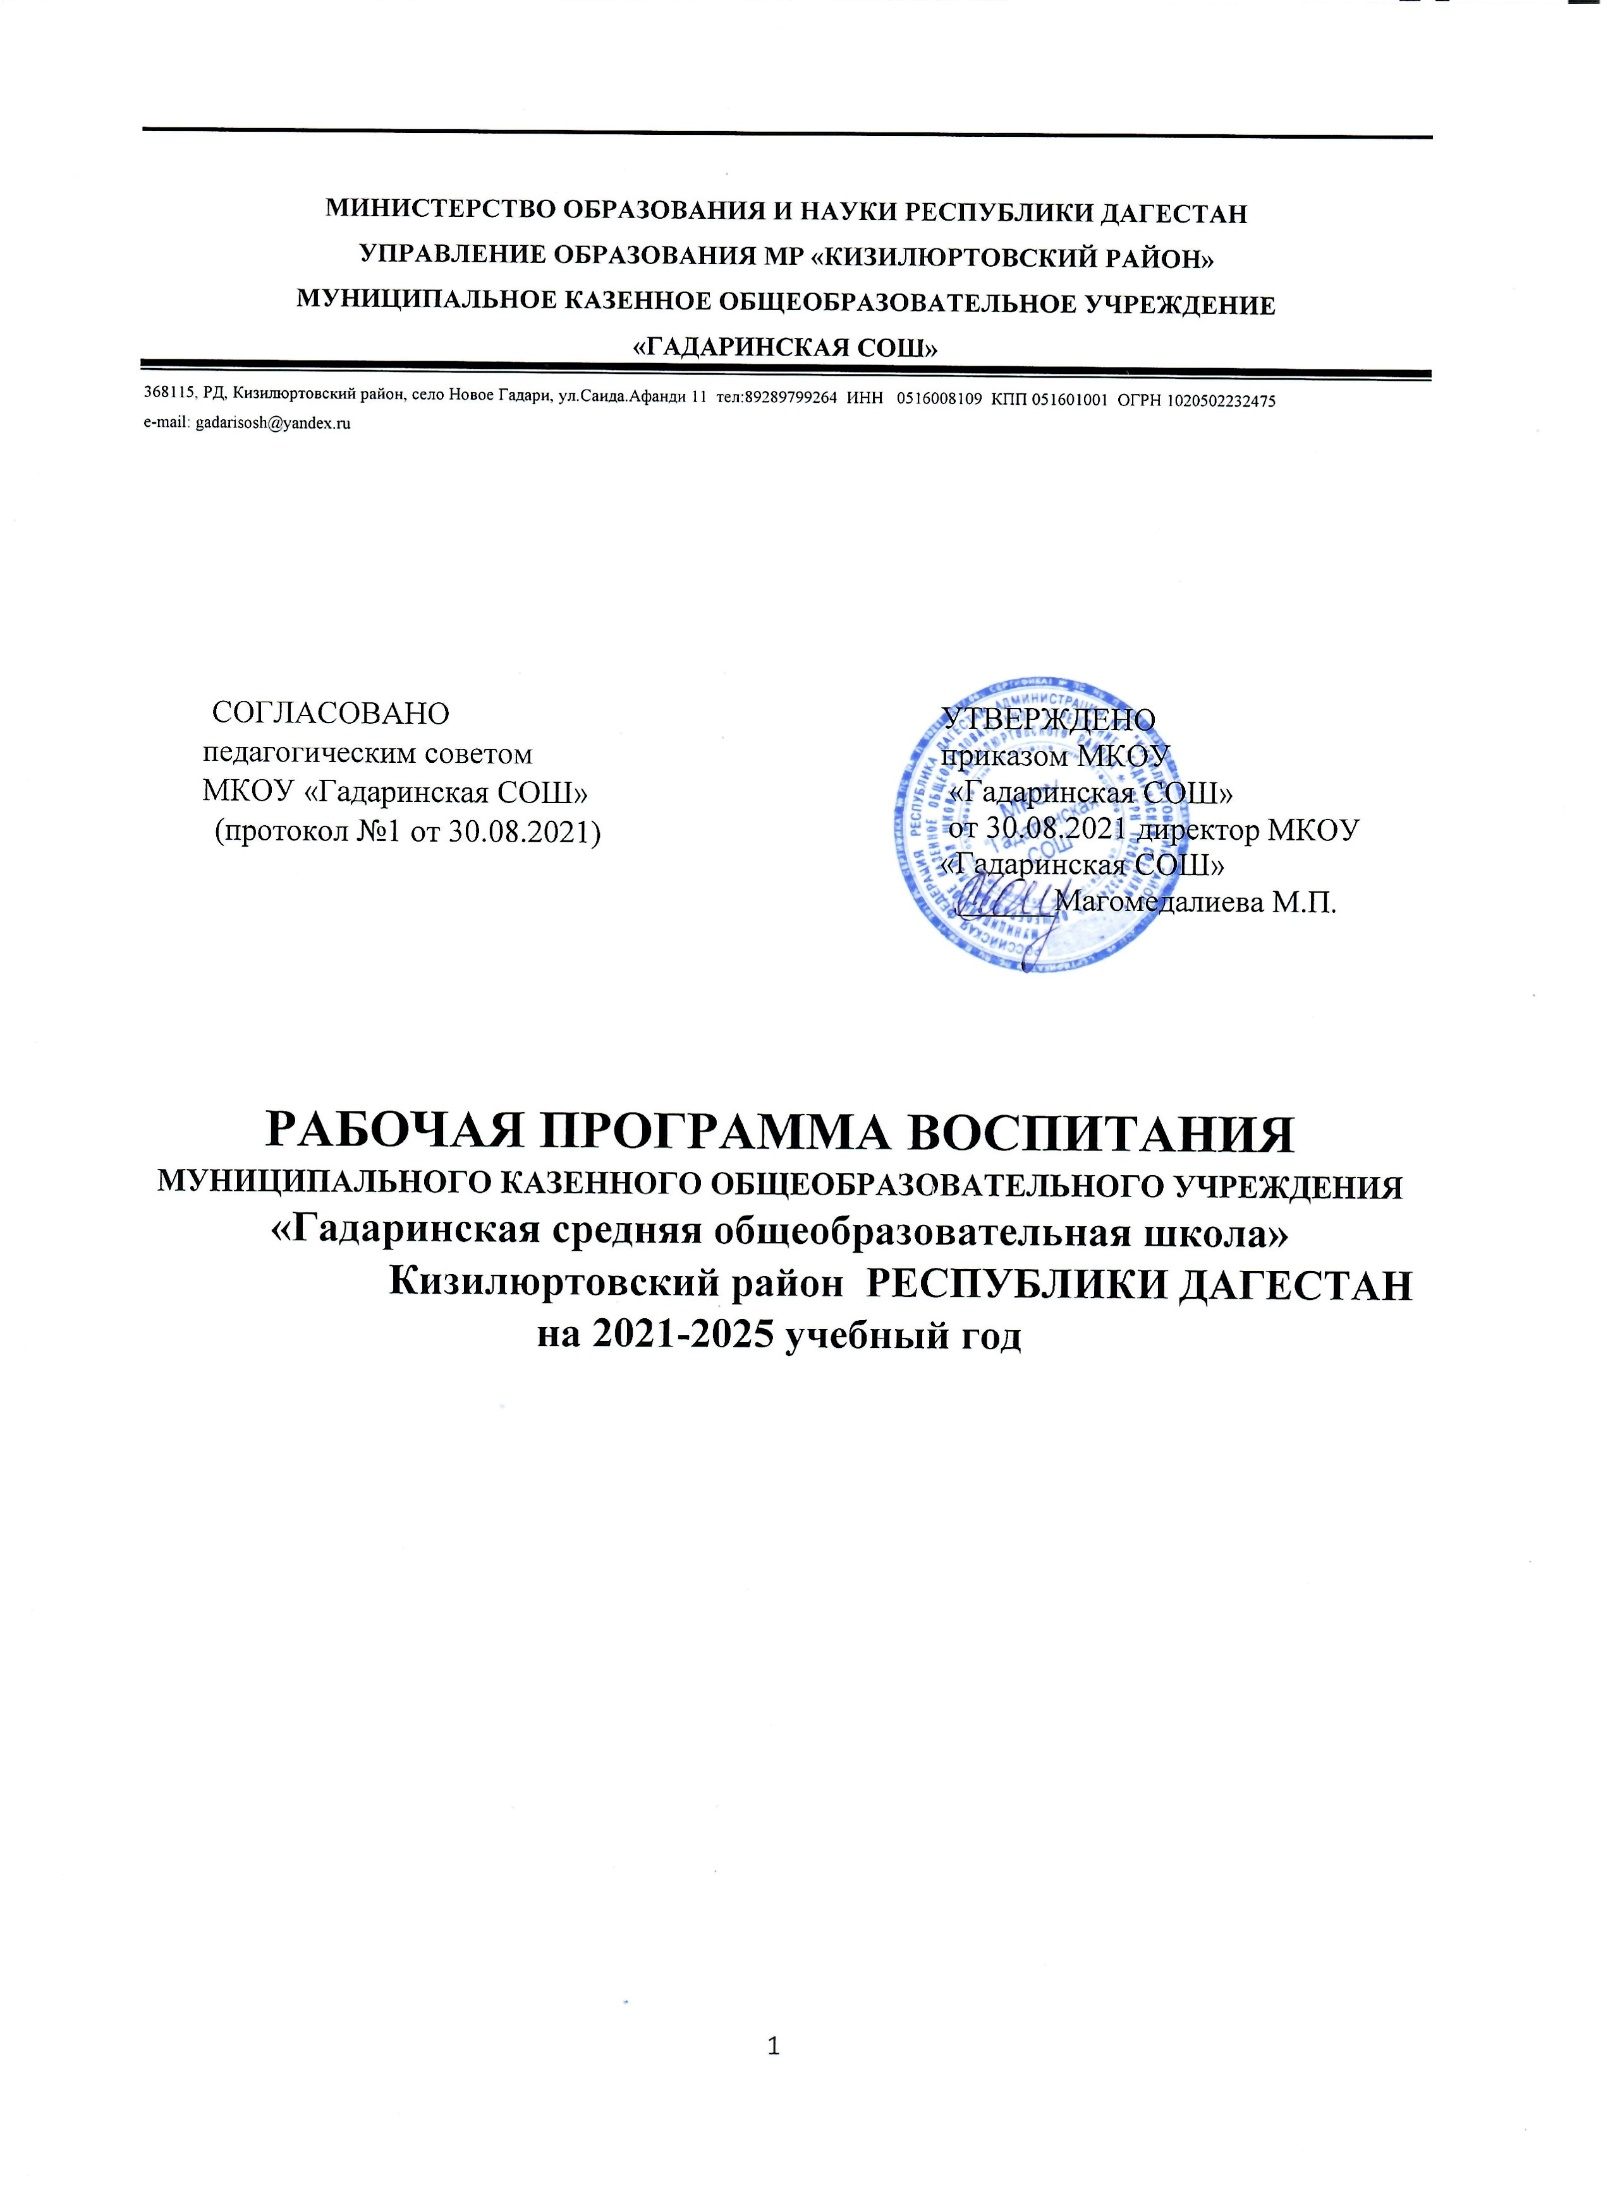 МИНИСТЕРСТВО ОБРАЗОВАНИЯ И НАУКИ РЕСПУБЛИКИ ДАГЕСТАН
УПРАВЛЕНИЕ ОБРАЗОВАНИЯ МР «КИЗИЛЮРТОВСКИЙ РАЙОН»
МУНИЦИПАЛЬНОЕ КАЗЕННОЕ ОБЩЕОБРАЗОВАТЕЛЬНОЕ УЧРЕЖДЕНИЕ
«ГАДАРИНСКАЯ СОШ»
368115, РД, Кизилюртовский район, село Новое Гадари, ул.Саида.Афанди 11 тел:89289799264 ИНН 0516008109 КПП 051601001 ОГРН 1020502232475
e-mail: gadarisosh@yandex.ru
СОГЛАСОВАНО
педагогическим советом
МКОУ «Гадаринская СОШ»
(протокол №1 от 30.08.2021)
УТВЕРЖДЕНО
приказом МКОУ
«Гадаринская СОШ»
от 30.08.2021 директор МКОУ
«Гадаринская СОШ»
Магомедалиева М.П.
МКОУ
Гадаринская
СОШ
РАБОЧАЯ ПРОГРАММА ВОСПИТАНИЯ
МУНИЦИПАЛЬНОГО КАЗЕННОГО ОБЩЕОБРАЗОВАТЕЛЬНОГО УЧРЕЖДЕНИЯ
«Гадаринская средняя общеобразовательная школа»
Кизилюртовский район РЕСПУБЛИКИ ДАГЕСТАН
на 2021-2025 учебный год
1